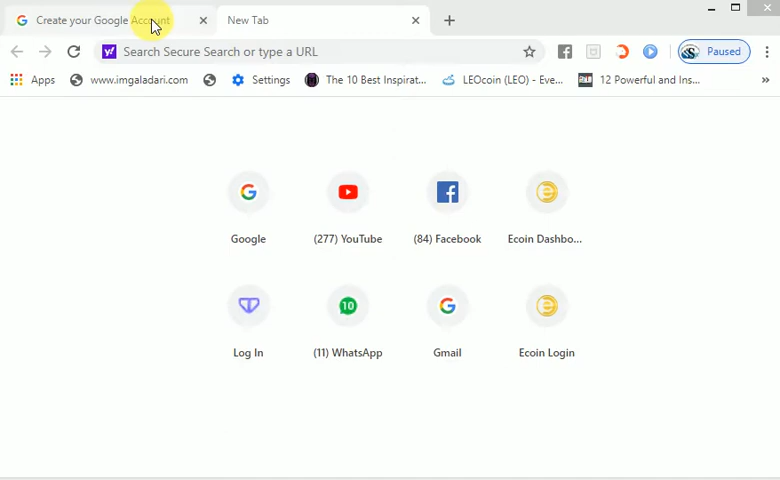 Create your Google Account
New Tab
Search Secure Search or type a URL
Paused
Apps
www.imgaladari.com
Settings
The 10 Best Inspirat...
LEOcoin (LEO) - Eve...
12 Powerful and Ins...
Google
(277) YouTube
(84) Facebook
Ecoin Dashbo...
10
Log In
(11) WhatsApp
Gmail
Ecoin Login